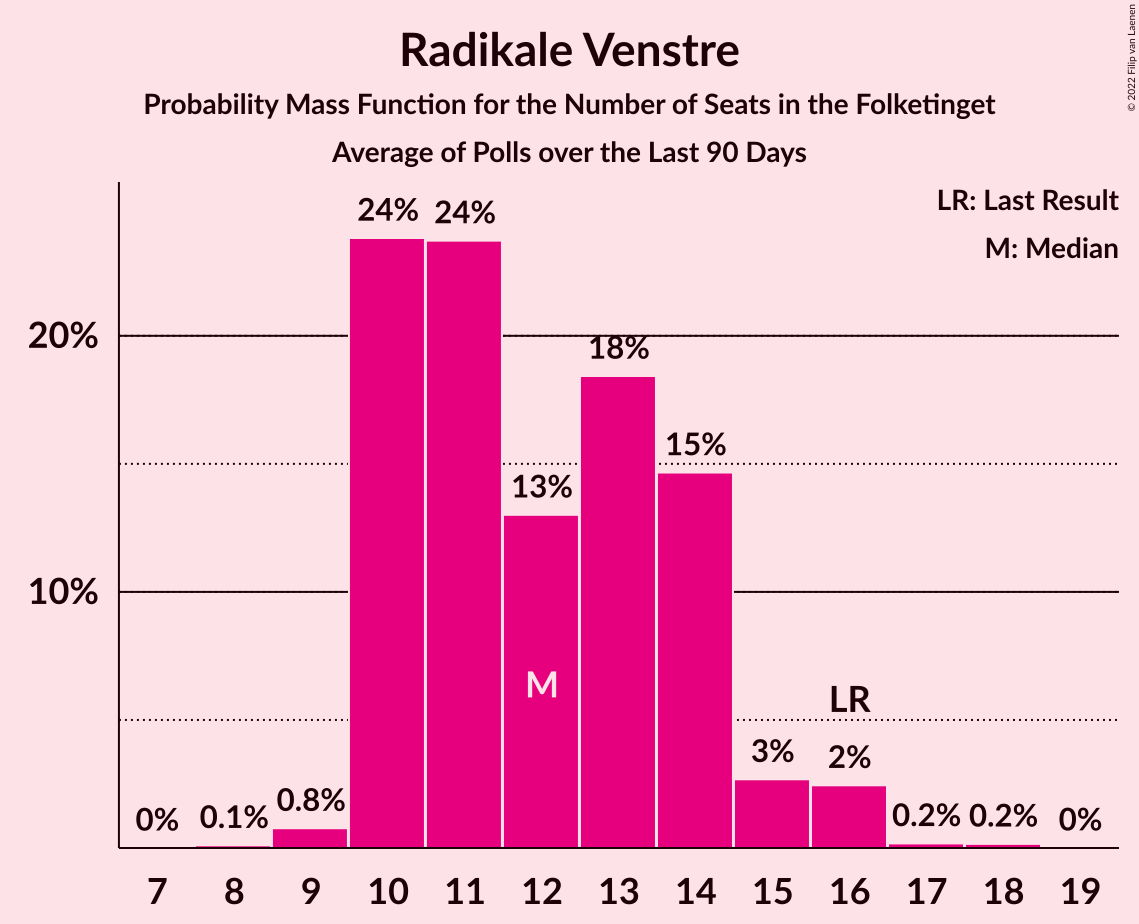 Radikale Venstre
Probability Mass Function for the Number of Seats in the Folketinget
Average of Polls over the Last 90 Days
© 2022 Filip van Laenen
LR: Last Result
M: Median
24% 24%
20%
18%
15%
13%
10%
M
LR
3% 2%
0% 0.1% 0.8% 0.2% 0.2% 0%
7 8 9 10 11 12 13 14 15 16 17 18 19